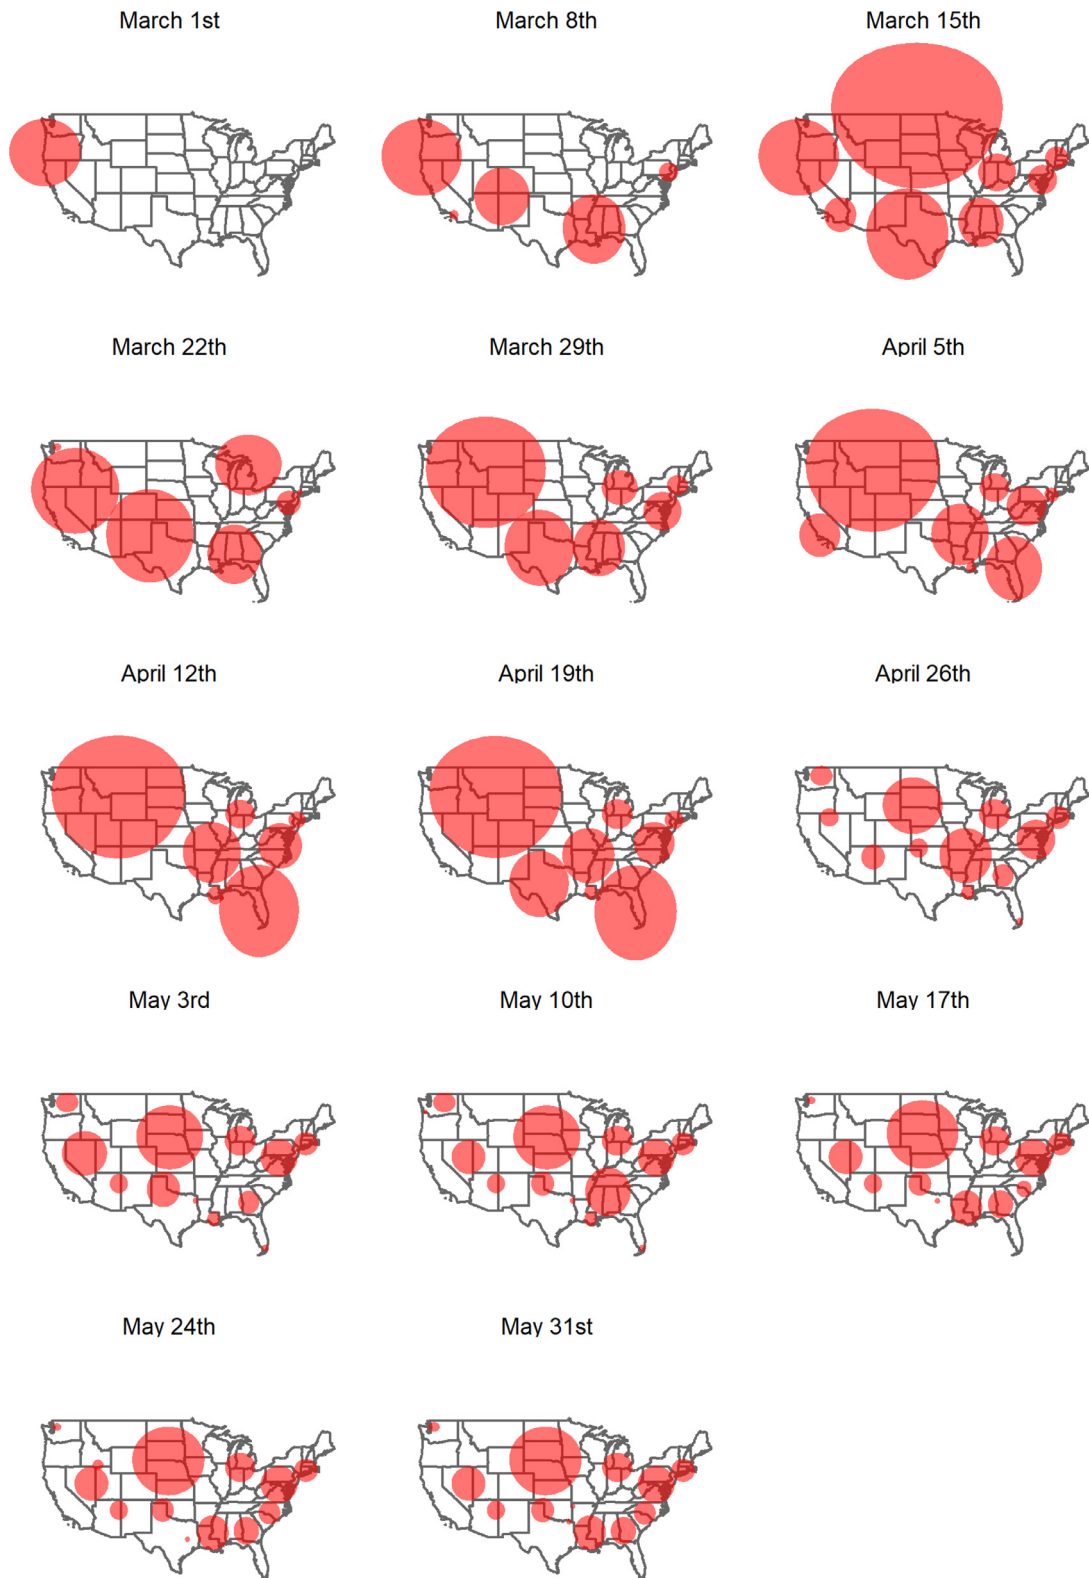 March 1st
March 8th
March 15th
March 22th
March 29th
April 5th
April 12th
April 19th
April 26th
May 3rd
May 10th
May 17th
May 24th
May 31st